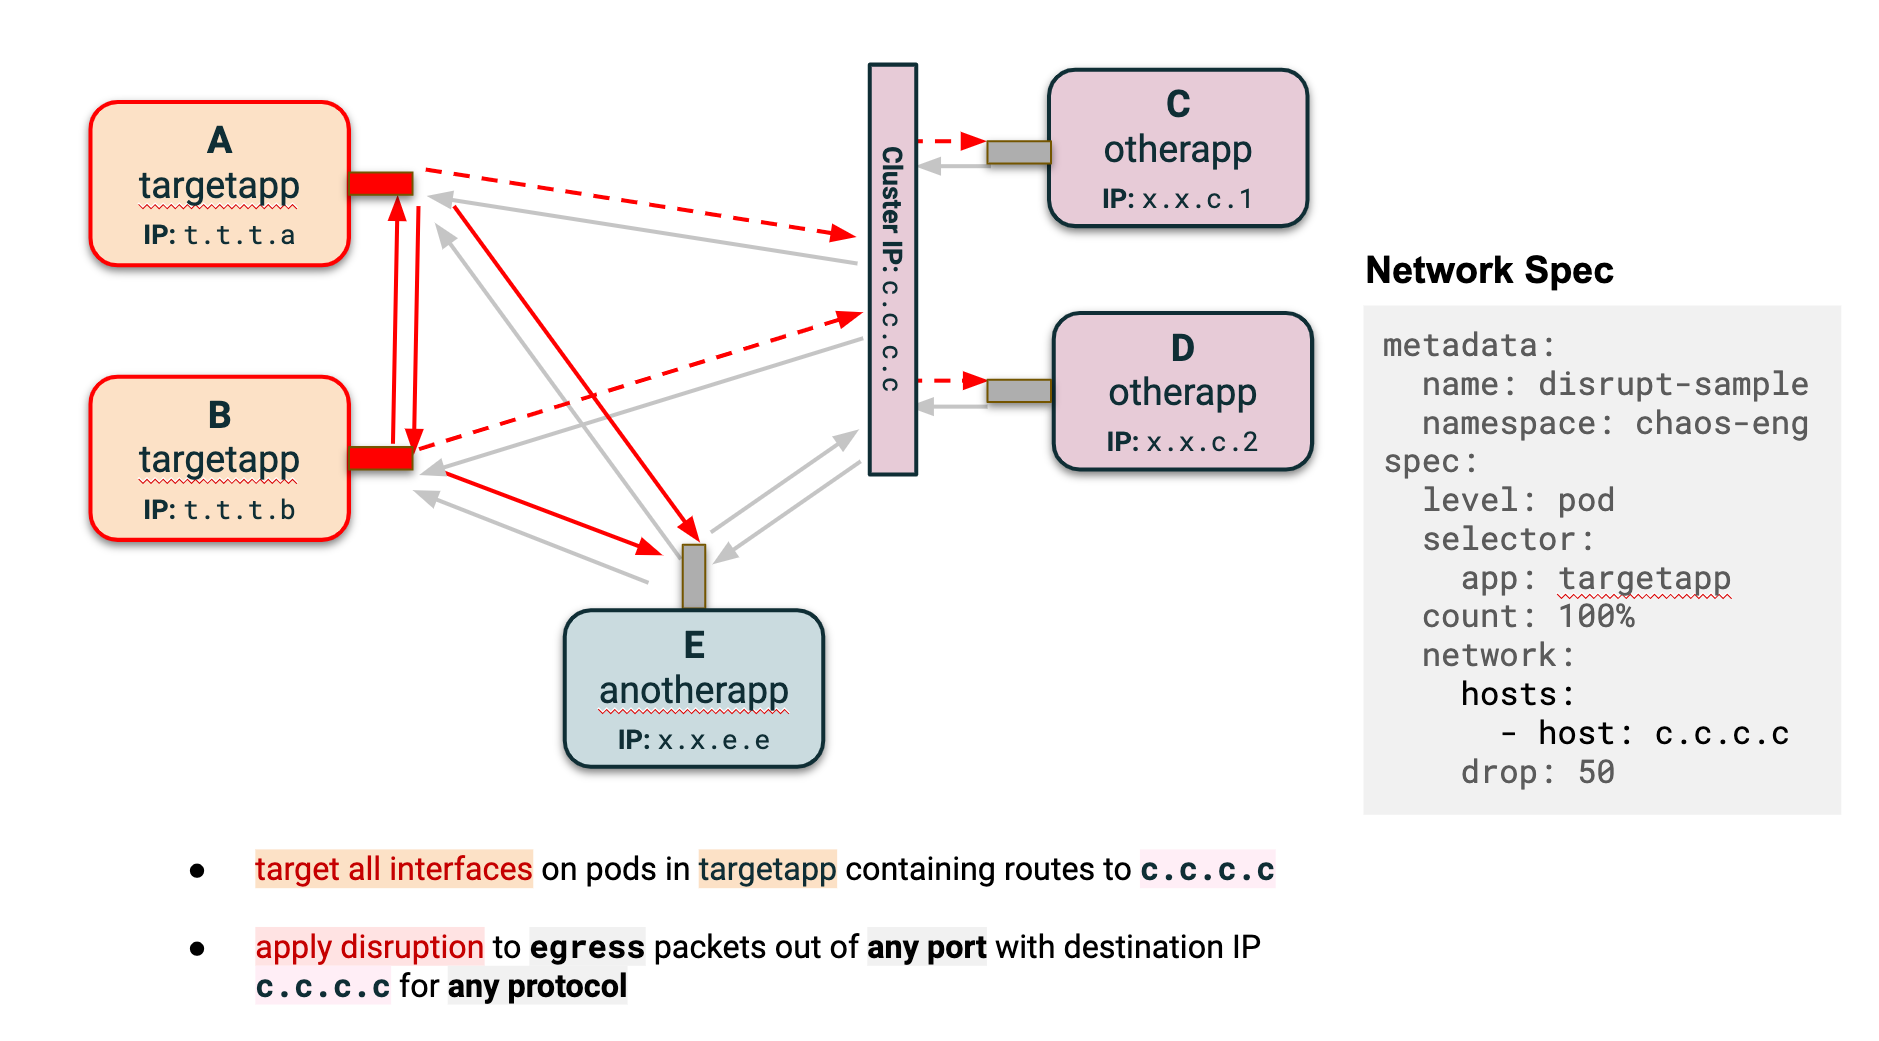 A
targetapp
IP: t.t.t.a
B
targetapp
IP: t.t.t.b
Cluster IP: c.c.c.c
C
otherapp
IP: x.x.c.1
D
otherapp
IP: x.x.c.2
E
anotherapp
IP: x.x.e.e
Network Spec
metadata:
  name: disrupt-sample
  namespace: chaos-eng
spec:
  level: pod
  selector:
    app: targetapp
  count: 100%
  network:
    hosts:
      - host: c.c.c.c
    drop: 50
● target all interfaces on pods in targetapp containing routes to c.c.c.c
● apply disruption to egress packets out of any port with destination IP
c.c.c.c for any protocol